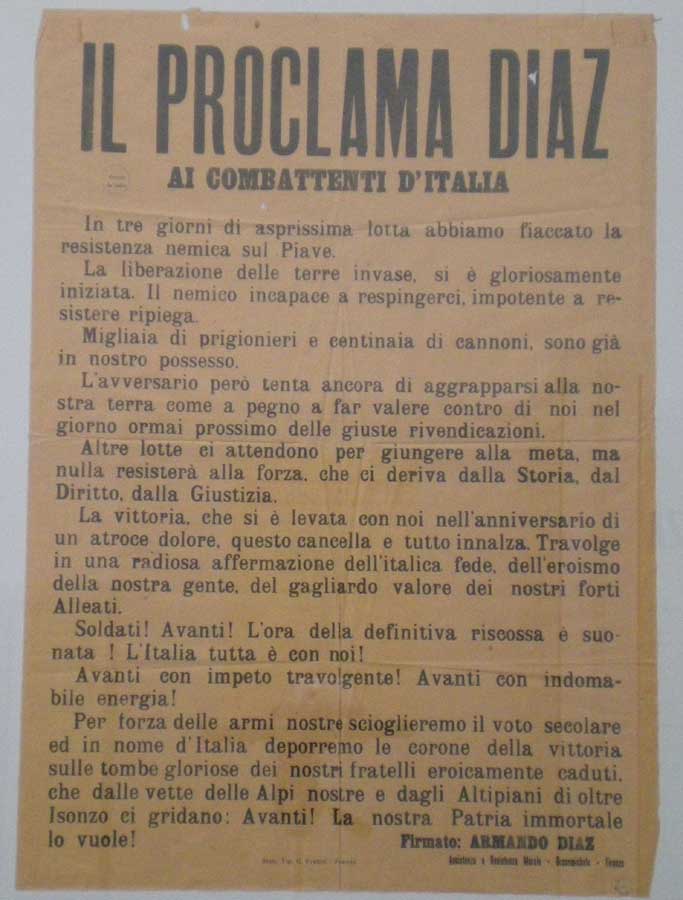 IL PROCLAMA DIAZ
AI COMBATTENTI D'ITALIA
In tre giorni di asprissima lotta abbiamo fiaccato la
resistenza nemica sul Piave.
La liberazione delle terre invase, si è gloriosamente
iniziata. Il nemico incapace a respingerci, impotente a re-
sistere ripiega.
Migliaia di prigionieri e centinaia di cannoni, sono già
in nostro possesso.
L'avversario però tenta ancora di aggrapparsi alla no-
stra terra come a pegno a far valere contro di noi nel
giorno ormai prossimo delle giuste rivendicazioni.
Altre lotte ci attendono per giungere alla meta, ma
nulla resisterà alla forza, che ci deriva dalla Storia, dal
Diritto, dalla Giustizia.
La vittoria, che si è levata con noi nell'anniversario di
un atroce dolore, questo cancella e tutto innalza. Travolge
in una radiosa affermazione dell'italica fede, dell'eroismo
della nostra gente, del gagliardo valore dei nostri forti
Alleati.
Soldati! Avanti! L'ora della definitiva riscossa è suo-
nata ! L'Italia tutta è con noi!
Avanti con impeto travolgente! Avanti con indoma-
bile energia!
Per forza delle armi nostre scioglieremo il voto secolare
ed in nome d'Italia deporremo le corone della vittoria
sulle tombe gloriose dei nostri fratelli eroicamente caduti,
che dalle vette delle Alpi nostre e dagli Altipiani di oltre
Isonzo ci gridano: Avanti! La nostra Patria immortale
lo vuole!
Firmato: ARMANDO DIAZ
Assistenza e Resistenza Morale - Orsanmichele - Firenze